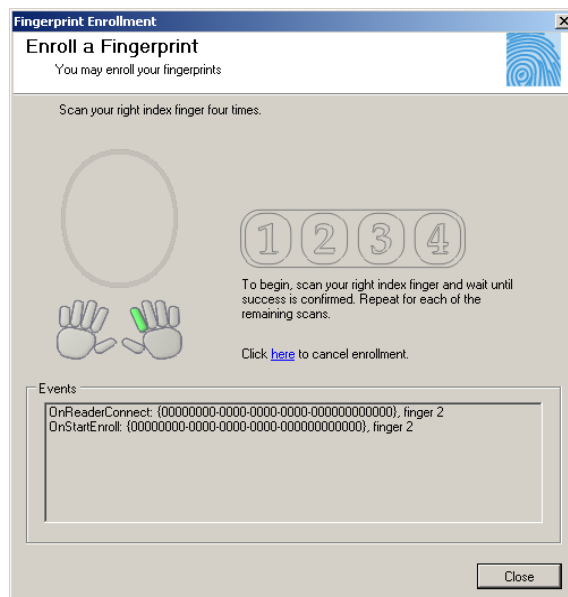 Fingerprint Enrollment
Enroll a Fingerprint
You may enroll your fingerprints
Scan your right index finger four times.
1 2 3 4
To begin, scan your right index finger and wait until
success is confirmed. Repeat for each of the
remaining scans.
Click here to cancel enrollment.
Events
OnReaderConnect: {00000000-0000-0000-0000-000000000000}, finger 2
OnStartEnroll: {00000000-0000-0000-0000-000000000000}, finger 2
Close